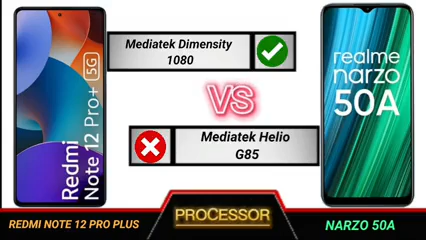 Mediatek Dimensity
1080
Redmi
Note 12 Pro+ 5G
VS
realme
narzo
50A
Mediatek Helio
G85
REDMI NOTE 12 PRO PLUS
PROCESSOR
NARZO 50A